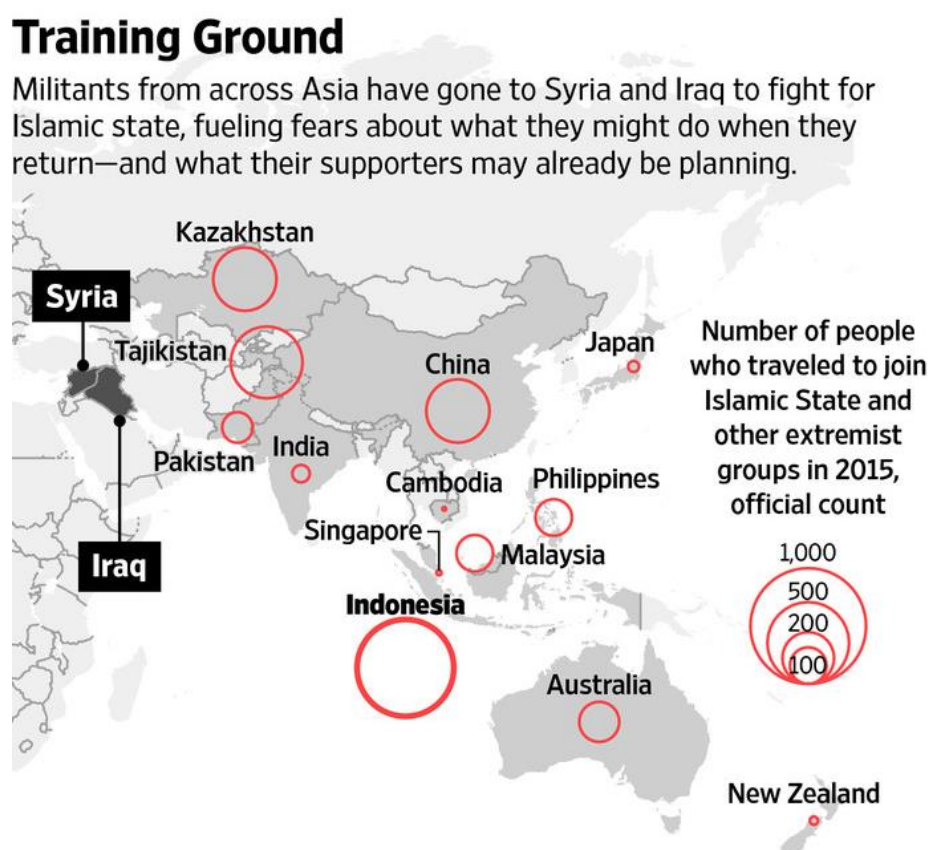 Training Ground
Militants from across Asia have gone to Syria and Iraq to fight for
Islamic state, fueling fears about what they might do when they
return—and what their supporters may already be planning.
Kazakhstan
Syria
Tajikistan
China
Japan
Pakistan
India
Cambodia
Philippines
Singapore
Malaysia
Iraq
Indonesia
Australia
New Zealand
Number of people
who traveled to join
Islamic State and
other extremist
groups in 2015,
official count
1,000
500
200
100